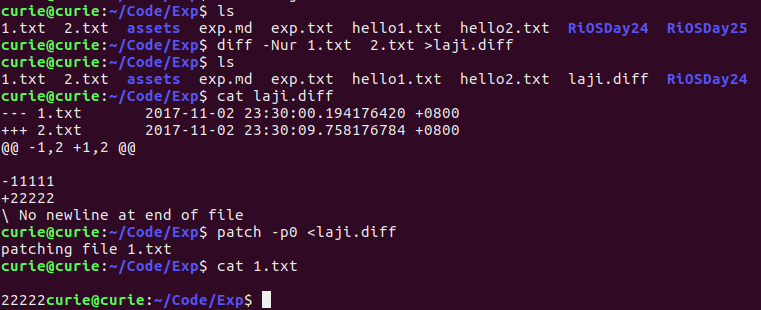 curie@curie:~/Code/Exp$ ls
1.txt  2.txt  assets  exp.md  exp.txt  hello1.txt  hello2.txt  RiOSDay24  RiOSDay25
curie@curie:~/Code/Exp$ diff -Nur 1.txt  2.txt >laji.diff
curie@curie:~/Code/Exp$ ls
1.txt  2.txt  assets  exp.md  exp.txt  hello1.txt  hello2.txt  laji.diff  RiOSDay24
curie@curie:~/Code/Exp$ cat laji.diff
--- 1.txt       2017-11-02 23:30:00.194176420 +0800
+++ 2.txt       2017-11-02 23:30:09.758176784 +0800
@@ -1,2 +1,2 @@
-11111
+22222
\ No newline at end of file
curie@curie:~/Code/Exp$ patch -p0 <laji.diff
patching file 1.txt
curie@curie:~/Code/Exp$ cat 1.txt
22222curie@curie:~/Code/Exp$